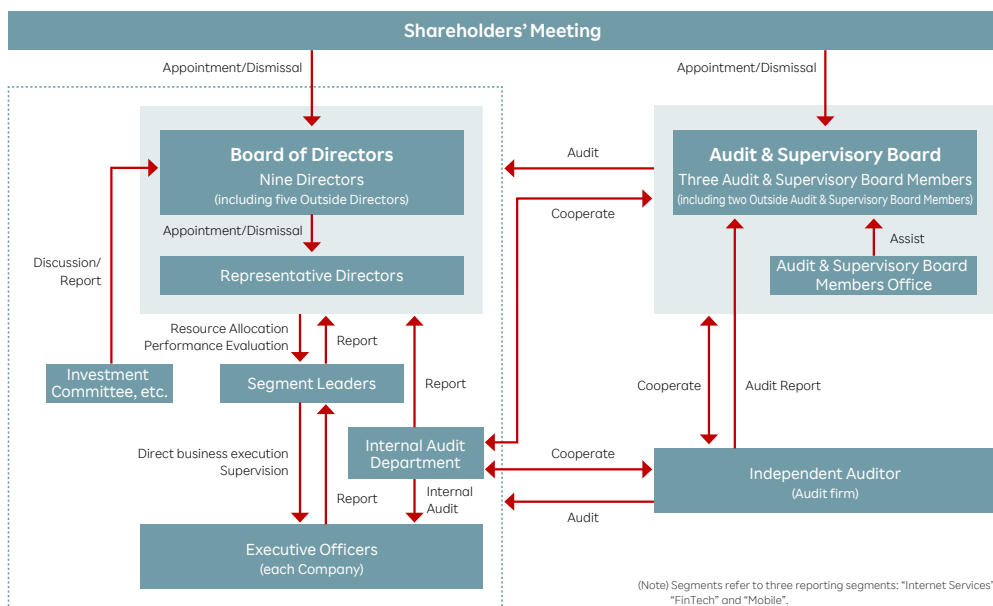 Shareholders’ Meeting
Appointment/Dismissal
Appointment/Dismissal
Board of Directors
Nine Directors
(including five Outside Directors)
Appointment/Dismissal
Representative Directors
Audit
Cooperate
Audit & Supervisory Board
Three Audit & Supervisory Board Members
(including two Outside Audit & Supervisory Board Members)
Assist
Audit & Supervisory Board
Members Office
Discussion/
Report
Resource Allocation
Performance Evaluation
Report
Investment
Committee, etc.
Segment Leaders
Report
Cooperate
Audit Report
Direct business execution
Supervision
Report
Internal Audit
Department
Internal
Audit
Cooperate
Audit
Independent Auditor
(Audit firm)
Executive Officers
(each Company)
(Note) Segments refer to three reporting segments: “Internet Services”
“FinTech” and “Mobile”.